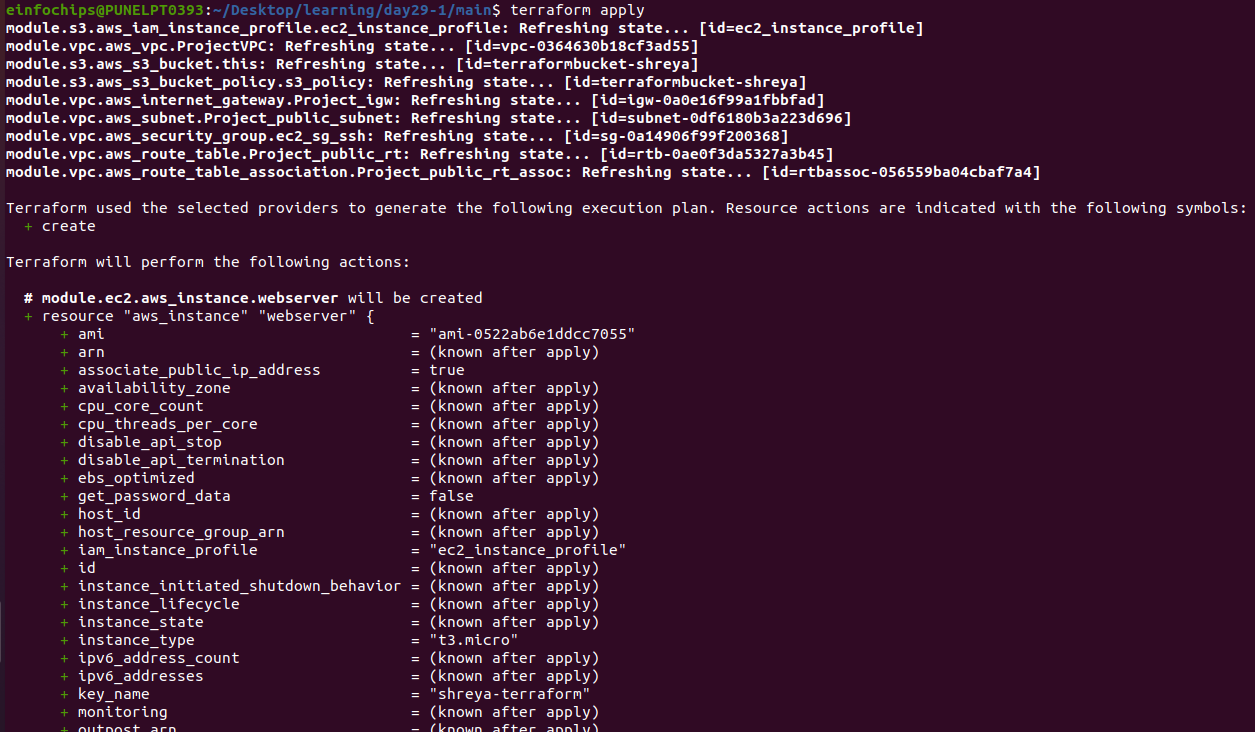 einfochips@PUNELPT0393:~/Desktop/learning/day29-1/main$ terraform apply
module.s3.aws_iam_instance_profile.ec2_instance_profile: Refreshing state... [id=ec2_instance_profile]
module.vpc.aws_vpc.ProjectVPC: Refreshing state... [id=vpc-0364630b18cf3ad55]
module.s3.aws_s3_bucket.this: Refreshing state... [id=terraformbucket-shreya]
module.s3.aws_s3_bucket_policy.s3_policy: Refreshing state... [id=terraformbucket-shreya]
module.vpc.aws_internet_gateway.Project_igw: Refreshing state... [id=igw-0a0e16f99a1fbbfad]
module.vpc.aws_subnet.Project_public_subnet: Refreshing state... [id=subnet-0df6180b3a223d696]
module.vpc.aws_security_group.ec2_sg_ssh: Refreshing state... [id=sg-0a14906f99f200368]
module.vpc.aws_route_table.Project_public_rt: Refreshing state... [id=rtb-0ae0f3da5327a3b45]
module.vpc.aws_route_table_association.Project_public_rt_assoc: Refreshing state... [id=rtbassoc-056559ba04cbaf7a4]
Terraform used the selected providers to generate the following execution plan. Resource actions are indicated with the following symbols:
+ create
Terraform will perform the following actions:
# module.ec2.aws_instance.webserver will be created
+ resource "aws_instance" "webserver" {
+ ami = "ami-0522ab6e1ddcc7055"
+ arn = (known after apply)
+ associate_public_ip_address = true
+ availability_zone = (known after apply)
+ cpu_core_count = (known after apply)
+ cpu_threads_per_core = (known after apply)
+ disable_api_stop = (known after apply)
+ disable_api_termination = (known after apply)
+ ebs_optimized = (known after apply)
+ get_password_data = false
+ host_id = (known after apply)
+ host_resource_group_arn = (known after apply)
+ iam_instance_profile = "ec2_instance_profile"
+ id = (known after apply)
+ instance_initiated_shutdown_behavior = (known after apply)
+ instance_lifecycle = (known after apply)
+ instance_state = (known after apply)
+ instance_type = "t3.micro"
+ ipv6_address_count = (known after apply)
+ ipv6_addresses = (known after apply)
+ key_name = "shreya-terraform"
+ monitoring = (known after apply)
+ outpost_arn = (known after apply)